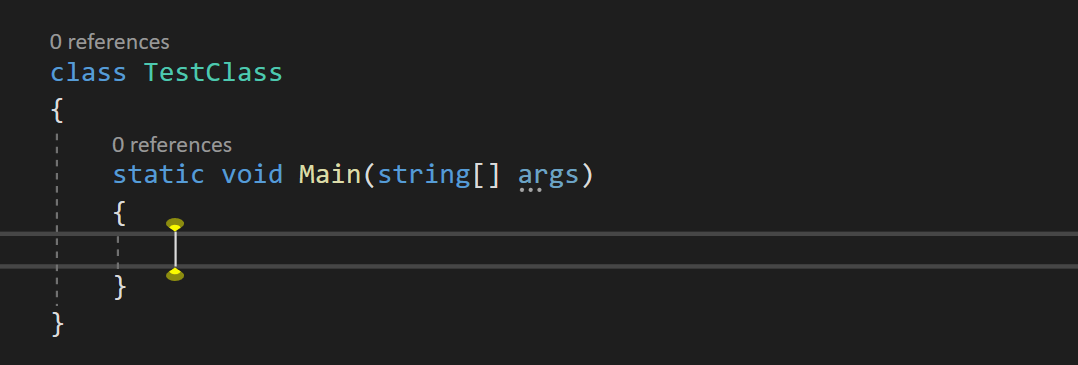 0 references
class TestClass
{
0 references
static void Main(string[] args)
{
}
}